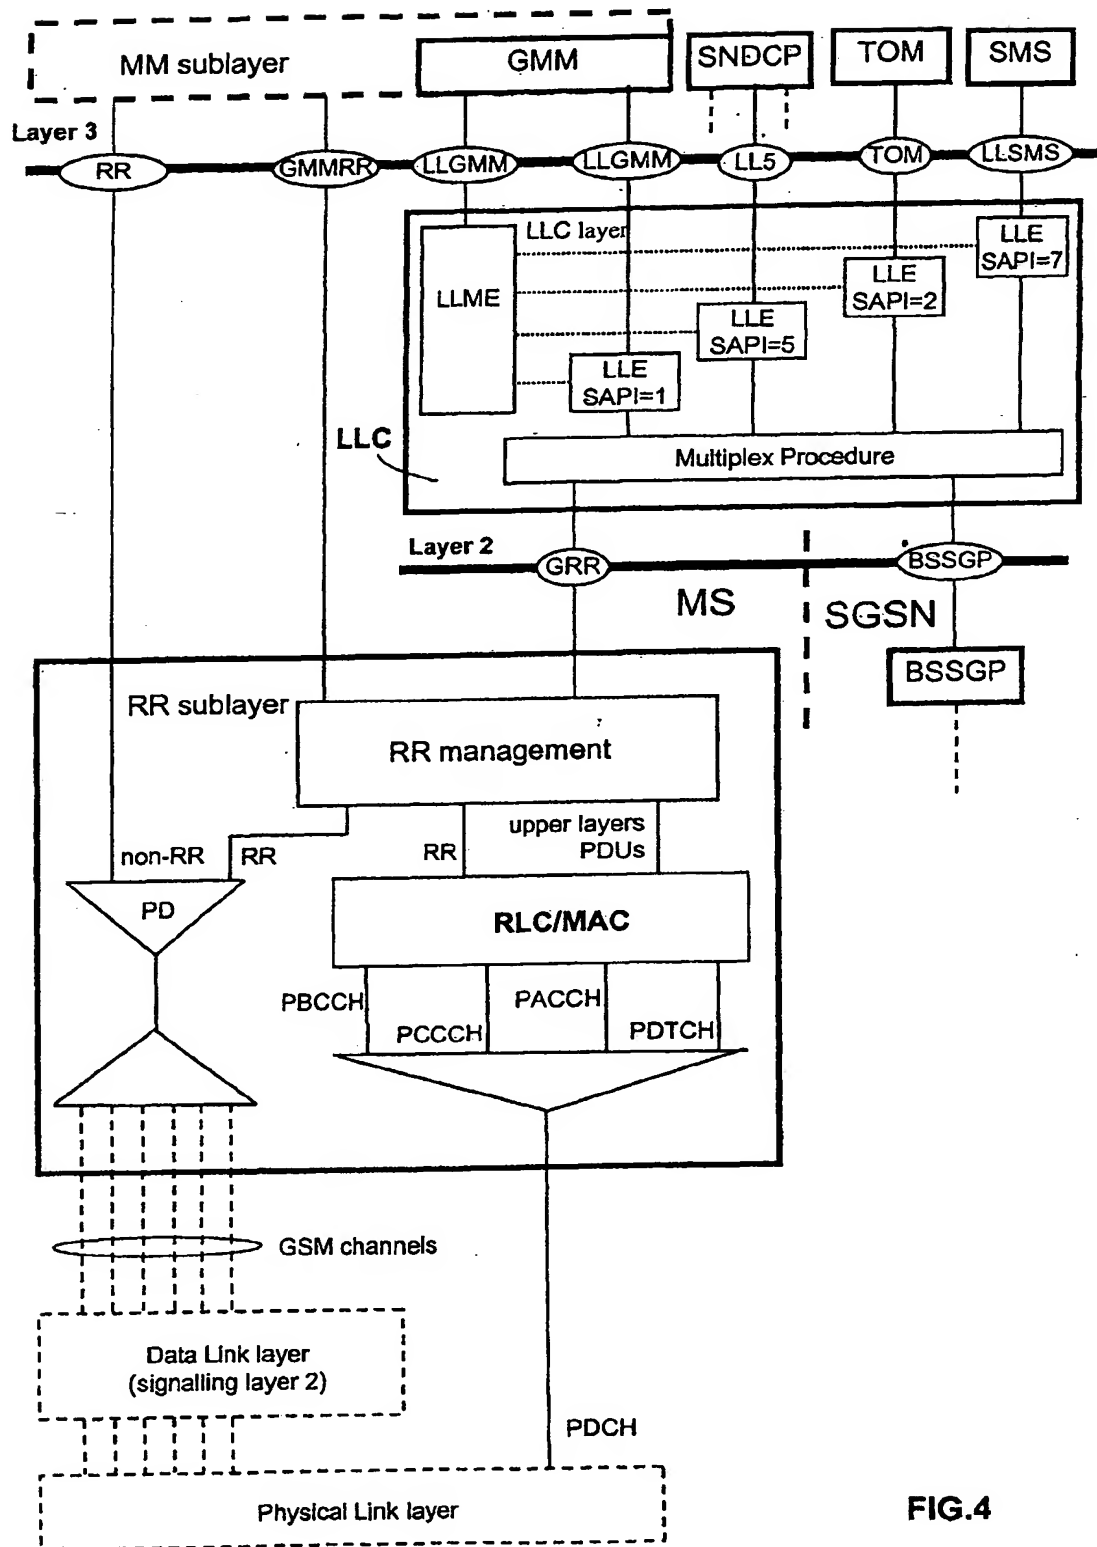 MM sublayer
GMM
SNDCP
TOM
SMS
Layer 3
RR
GMMRR
LLGMM
LLGMM
LL5
TOM
LLSMS
LLC layer
LLME
LLE
SAPI=7
LLE
SAPI=2
LLE
SAPI=5
LLE
SAPI=1
LLC
Multiplex Procedure
Layer 2
GRR
BSSGP
MS
SGSN
BSSGP
RR sublayer
RR management
non-RR
RR
RR
upper layers
PDUs
PD
RLC/MAC
PBCCH
PCCCH
PACCH
PDTCH
GSM channels
Data Link layer
(signalling layer 2)
PDCH
Physical Link layer
FIG.4